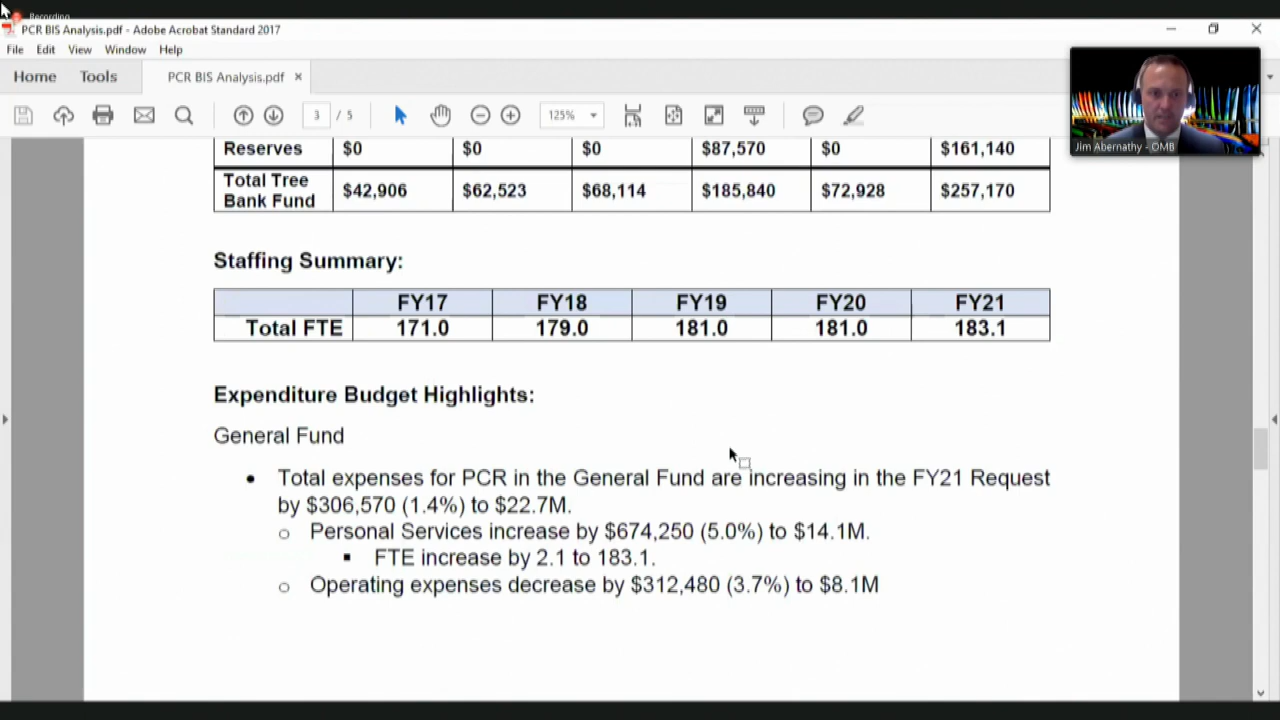 Recording
PCR BIS Analysis.pdf - Adobe Acrobat Standard 2017
File Edit View Window Help
Home Tools PCR BIS Analysis.pdf ×
3 / 5 125%
Jim Abernathy - OMB
Reserves $0 $0 $0 $87,570 $0 $161,140
Total Tree
Bank Fund $42,906 $62,523 $68,114 $185,840 $72,928 $257,170
Staffing Summary:
FY17 FY18 FY19 FY20 FY21
Total FTE 171.0 179.0 181.0 181.0 183.1
Expenditure Budget Highlights:
General Fund
• Total expenses for PCR in the General Fund are increasing in the FY21 Request
by $306,570 (1.4%) to $22.7M.
o Personal Services increase by $674,250 (5.0%) to $14.1M.
▪ FTE increase by 2.1 to 183.1.
o Operating expenses decrease by $312,480 (3.7%) to $8.1M